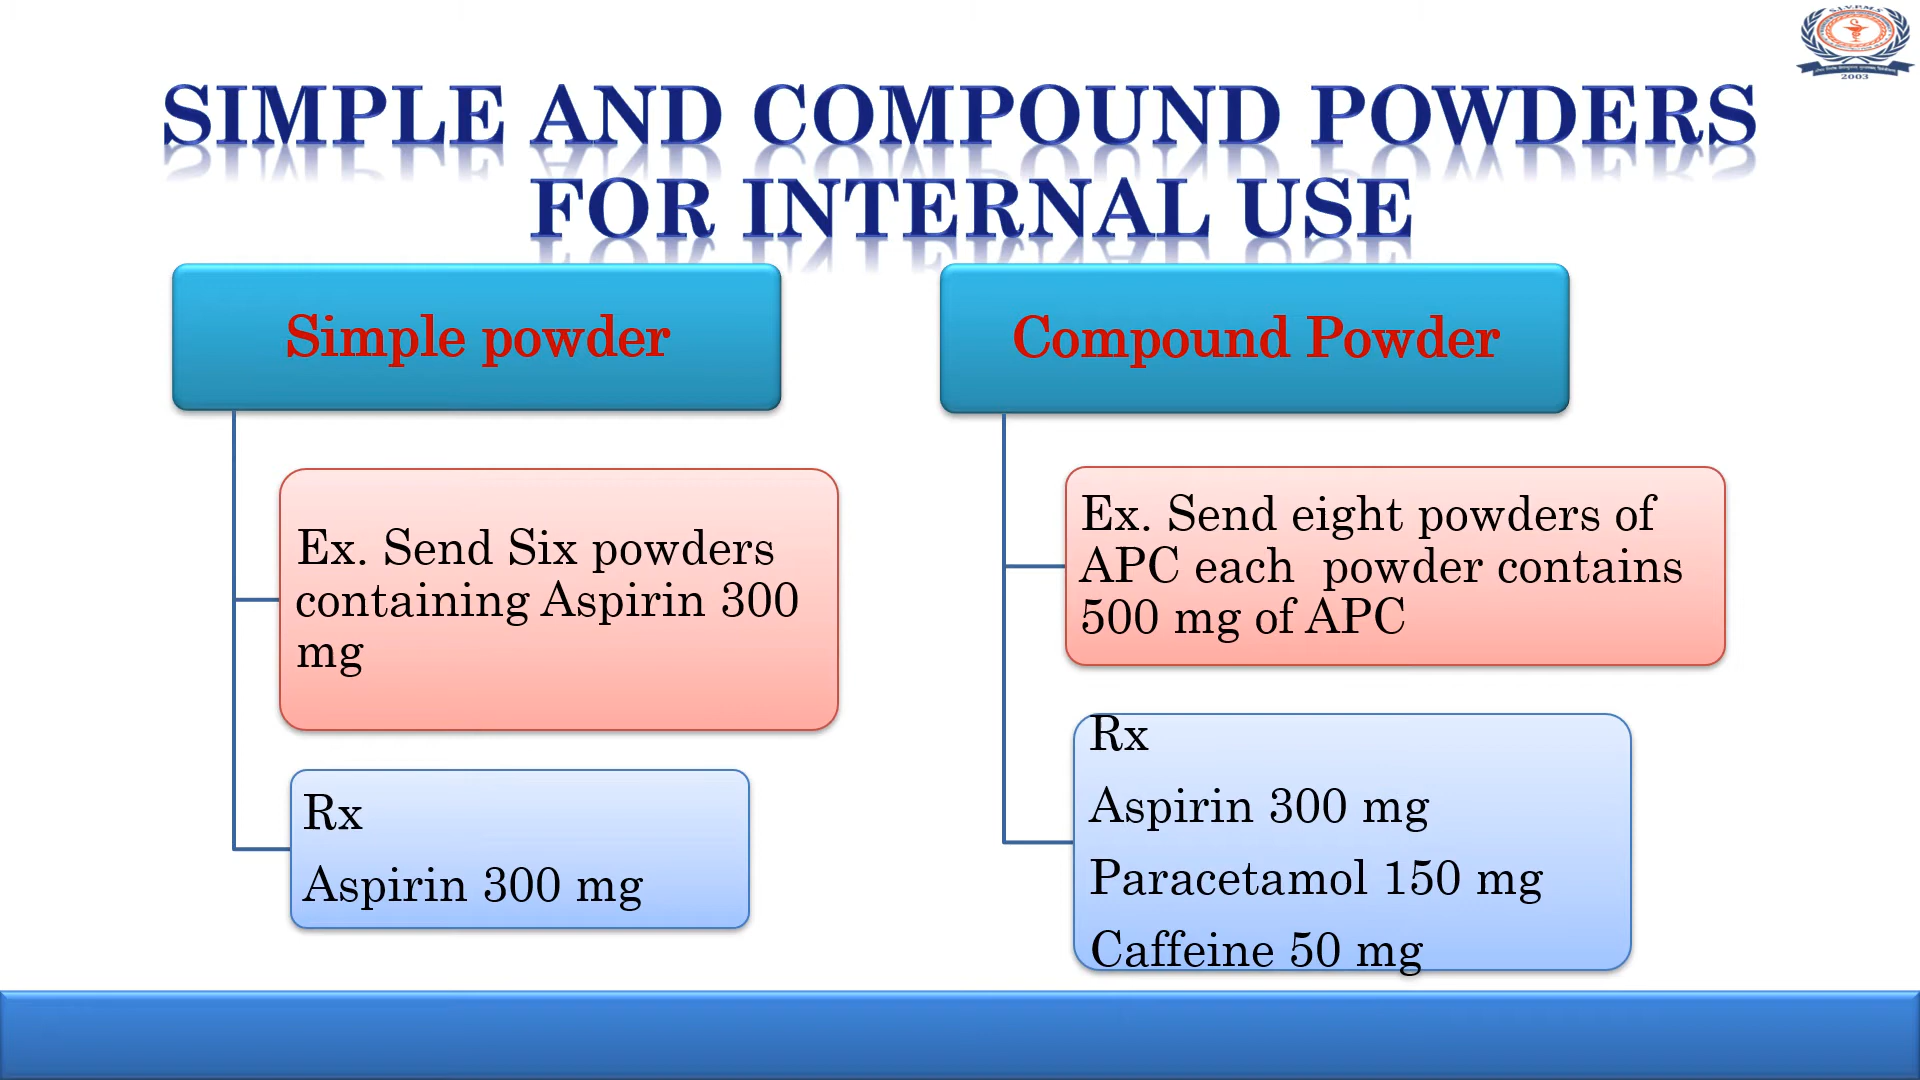 S.I.V.P.M.S
2003
SIMPLE AND COMPOUND POWDERS
FOR INTERNAL USE
Simple powder
Ex. Send Six powders
containing Aspirin 300
mg
Rx
Aspirin 300 mg
Compound Powder
Ex. Send eight powders of
APC each  powder contains
500 mg of APC
Rx
Aspirin 300 mg
Paracetamol 150 mg
Caffeine 50 mg